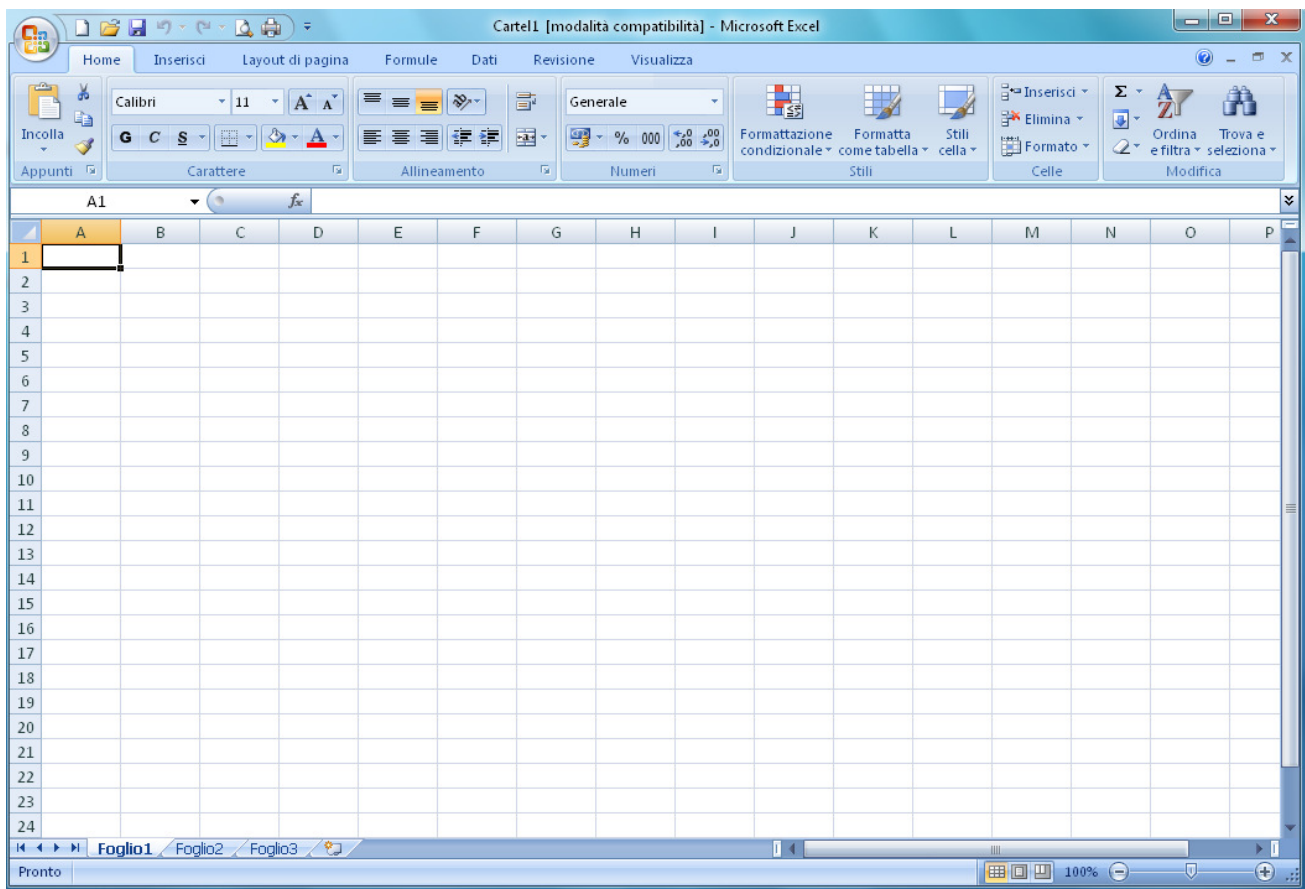 Cartel1 [modalità compatibilità] - Microsoft Excel
Home Inserisci Layout di pagina Formule Dati Revisione Visualizza
Incolla
Appunti
Calibri 11 A A
G C S A
Carattere
Allineamento
Generale
% 000 ,00 ,0
Numeri
Formattazione condizionale
Formatta come tabella
Stili cella
Stili
Inserisci
Elimina
Formato
Celle
Σ
Ordina e filtra
Trova e seleziona
Modifica
A1 fx
A B C D E F G H I J K L M N O P
1
2
3
4
5
6
7
8
9
10
11
12
13
14
15
16
17
18
19
20
21
22
23
24
Foglio1 Foglio2 Foglio3
Pronto 100%